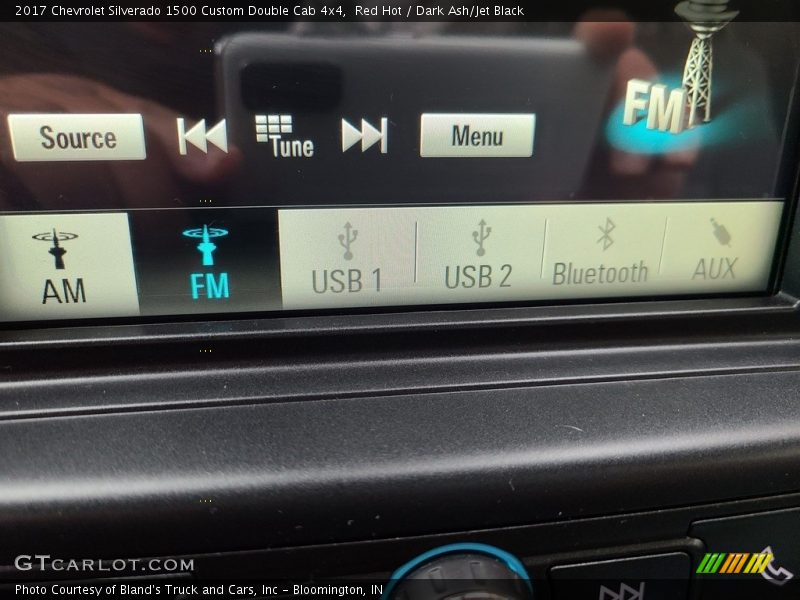 2017 Chevrolet Silverado 1500 Custom Double Cab 4x4, Red Hot / Dark Ash/Jet Black
FM
Source Tune Menu
AM FM USB 1 USB 2 Bluetooth AUX
GTcarlot.com
Photo Courtesy of Bland's Truck and Cars, Inc - Bloomington, IN